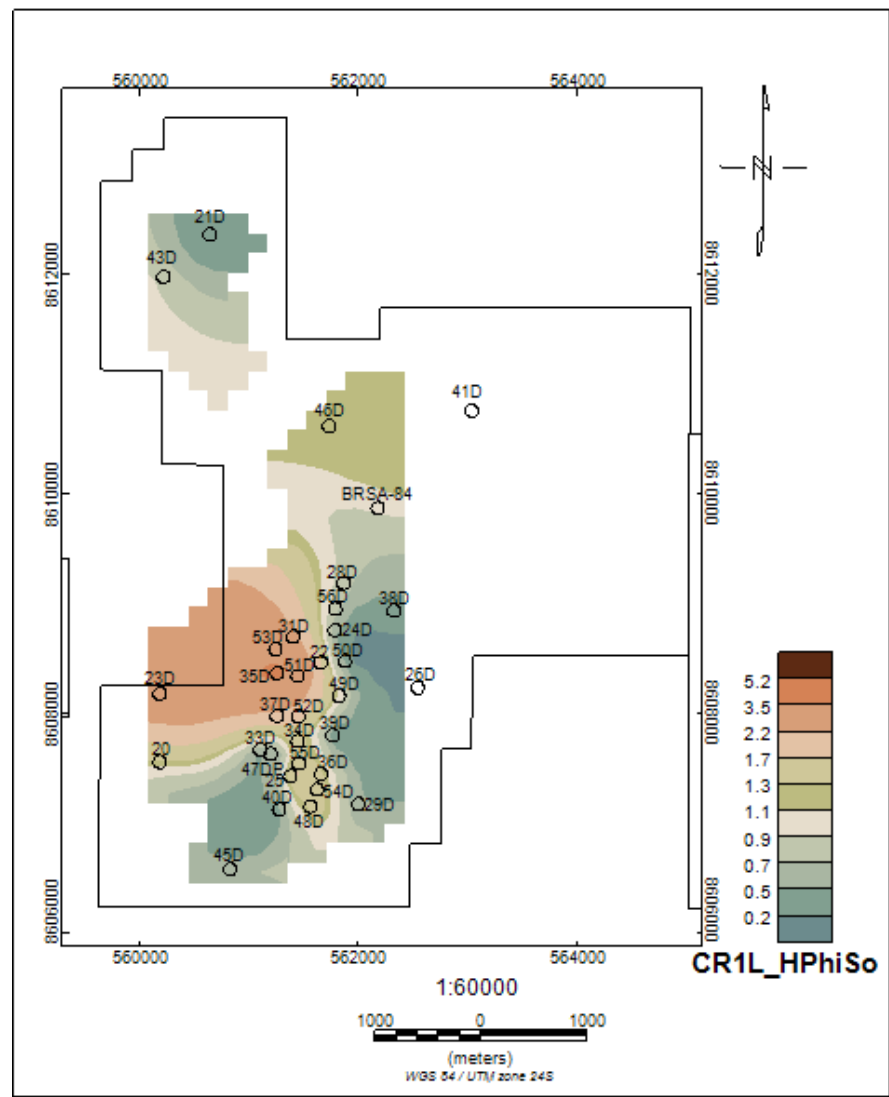 560000 562000 564000
N
21D
43D
8612000 8612000
41D
46D
BRSA-84
8610000 8610000
28D
56D
38D
24D
31D
53D
22
50D
51D
35D
23D
26D
49D
8608000 8608000
37D
52D
39D
34D
33D
20
55D
47DP
36D
25
54D
40D
29D
48D
45D
8606000 8606000
5.2
3.5
2.2
1.7
1.3
1.1
0.9
0.7
0.5
0.2
CR1L_HPhiSo
560000 562000 564000
1:60000
1000 0 1000
(meters)
WGS 84 / UTM zone 24S